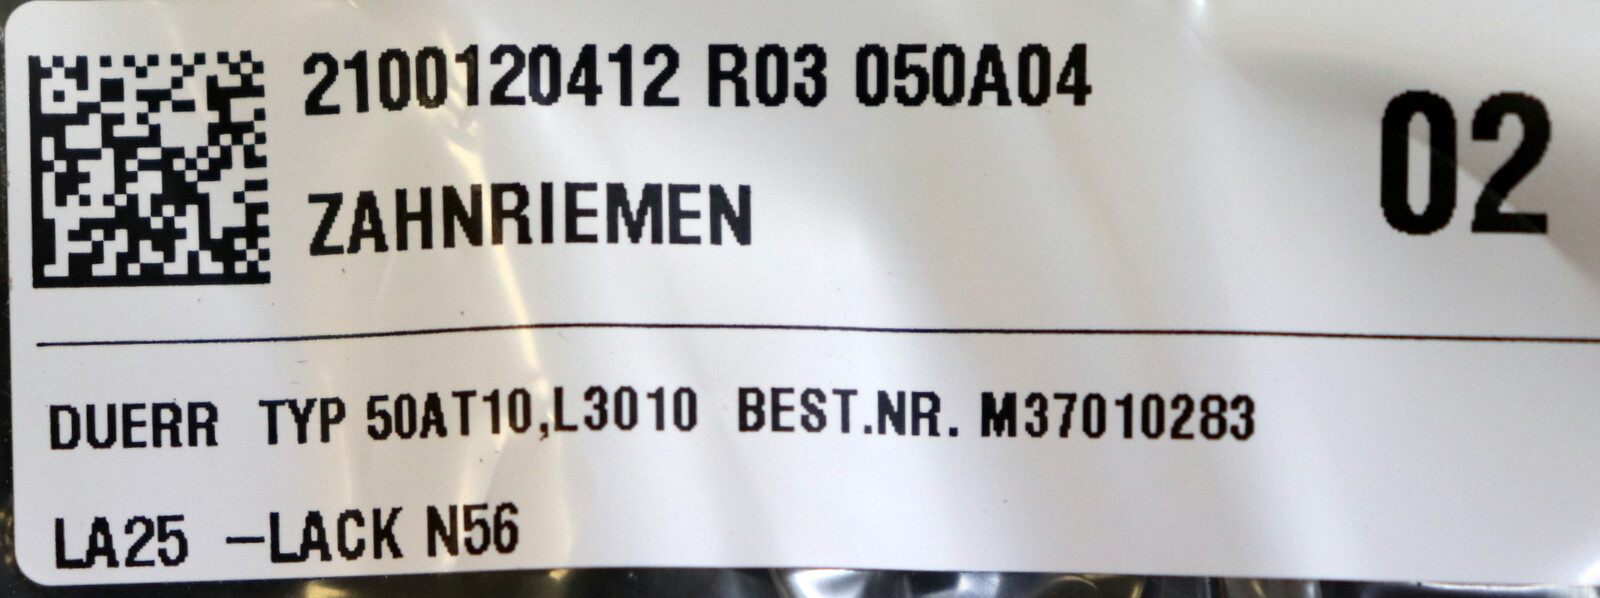 2100120412 R03 050A04
02
ZAHNRIEMEN
DUERR TYP 50AT10,L3010 BEST.NR. M37010283
LA25 -LACK N56